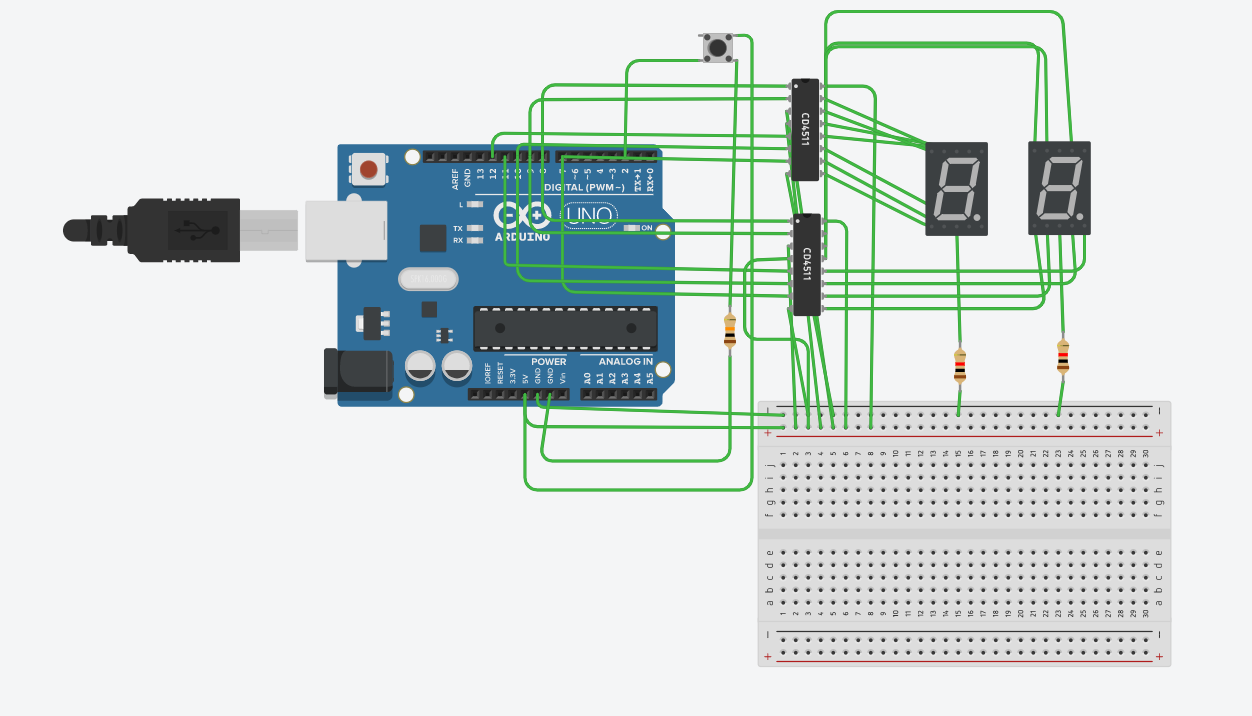 CD4511
CD4511
AREF
GND
13
12
8
7
~6
~5
4
~3
2
TX→1
RX←0
DIGITAL (PWM~)
L
TX
RX
ARDUINO
UNO
ON
IOREF
RESET
3.3V
5V
GND
GND
Vin
POWER
A0
A1
A2
A3
A4
A5
ANALOG IN
− −
+ +
1 2 3 4 5 6 7 8 9 10 11 12 13 14 15 16 17 18 19 20 21 22 23 24 25 26 27 28 29 30
j j
i i
h h
g g
f f
e e
d d
c c
b b
a a
1 2 3 4 5 6 7 8 9 10 11 12 13 14 15 16 17 18 19 20 21 22 23 24 25 26 27 28 29 30
− −
+ +